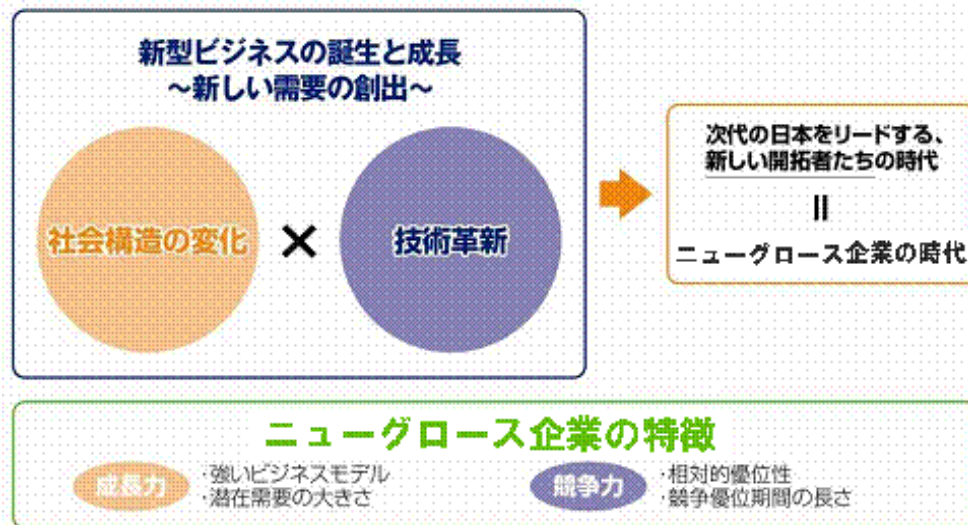 新型ビジネスの誕生と成長
～新しい需要の創出～
社会構造の変化
×
技術革新
次代の日本をリードする、
新しい開拓者たちの時代
||
ニューグロース企業の時代
ニューグロース企業の特徴
成長力
・強いビジネスモデル
・潜在需要の大きさ
競争力
・相対的優位性
・競争優位期間の長さ